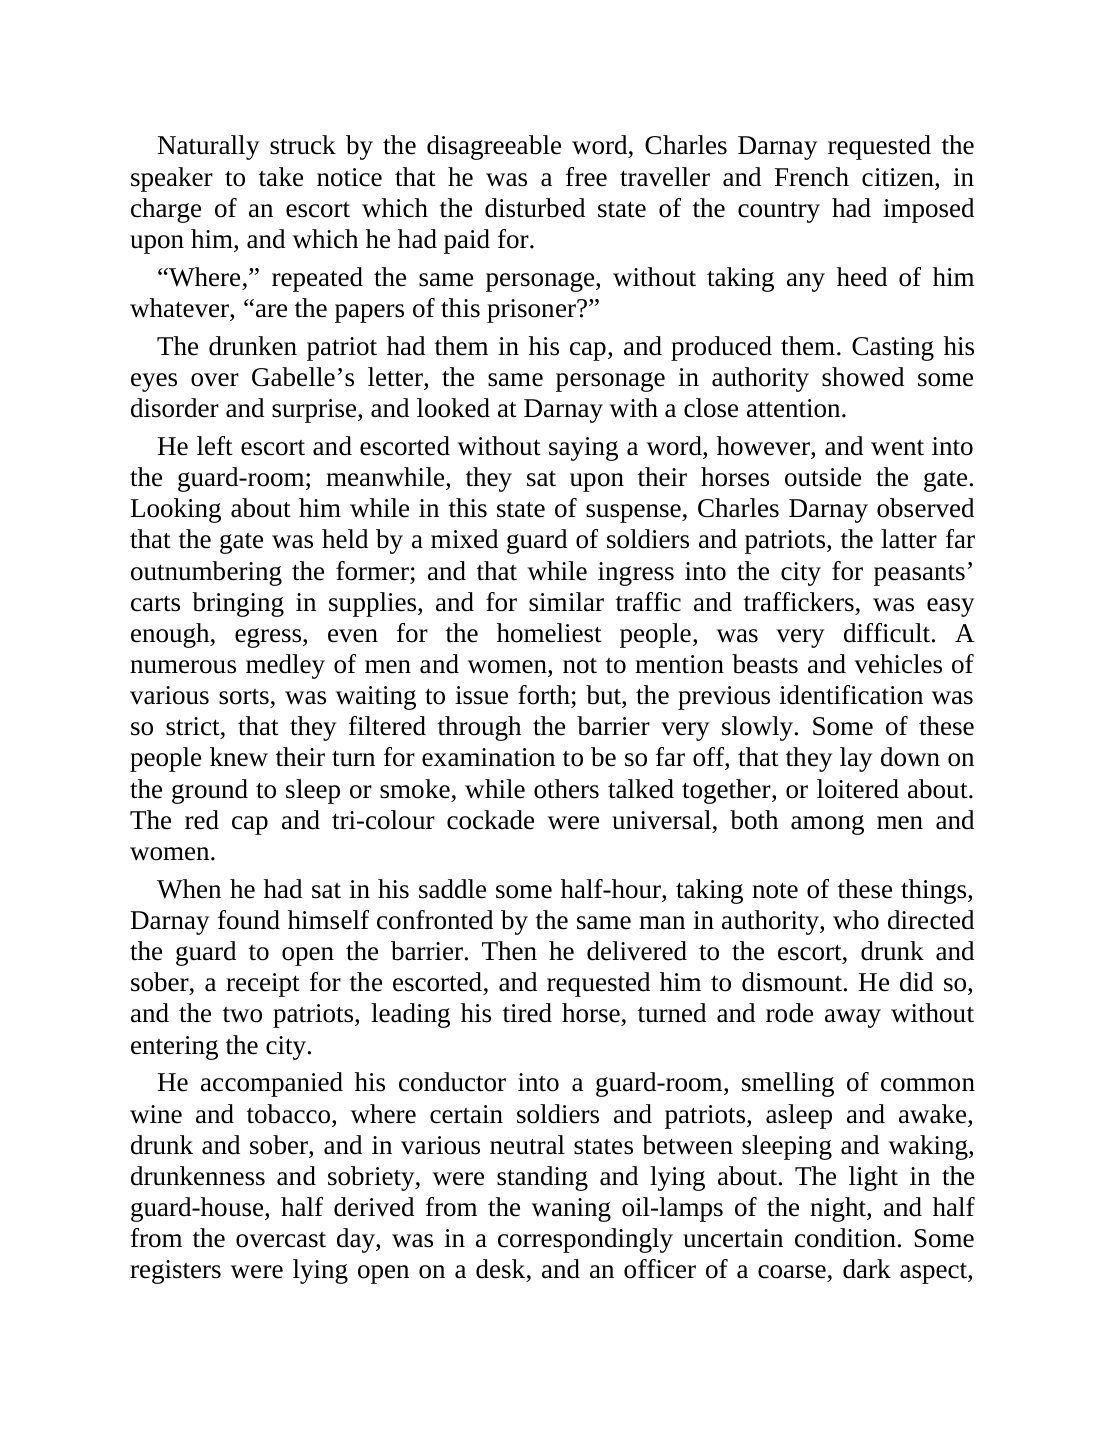 Naturally struck by the disagreeable word, Charles Darnay requested the
speaker to take notice that he was a free traveller and French citizen, in
charge of an escort which the disturbed state of the country had imposed
upon him, and which he had paid for.
“Where,” repeated the same personage, without taking any heed of him
whatever, “are the papers of this prisoner?”
The drunken patriot had them in his cap, and produced them. Casting his
eyes over Gabelle’s letter, the same personage in authority showed some
disorder and surprise, and looked at Darnay with a close attention.
He left escort and escorted without saying a word, however, and went into
the guard-room; meanwhile, they sat upon their horses outside the gate.
Looking about him while in this state of suspense, Charles Darnay observed
that the gate was held by a mixed guard of soldiers and patriots, the latter far
outnumbering the former; and that while ingress into the city for peasants’
carts bringing in supplies, and for similar traffic and traffickers, was easy
enough, egress, even for the homeliest people, was very difficult. A
numerous medley of men and women, not to mention beasts and vehicles of
various sorts, was waiting to issue forth; but, the previous identification was
so strict, that they filtered through the barrier very slowly. Some of these
people knew their turn for examination to be so far off, that they lay down on
the ground to sleep or smoke, while others talked together, or loitered about.
The red cap and tri-colour cockade were universal, both among men and
women.
When he had sat in his saddle some half-hour, taking note of these things,
Darnay found himself confronted by the same man in authority, who directed
the guard to open the barrier. Then he delivered to the escort, drunk and
sober, a receipt for the escorted, and requested him to dismount. He did so,
and the two patriots, leading his tired horse, turned and rode away without
entering the city.
He accompanied his conductor into a guard-room, smelling of common
wine and tobacco, where certain soldiers and patriots, asleep and awake,
drunk and sober, and in various neutral states between sleeping and waking,
drunkenness and sobriety, were standing and lying about. The light in the
guard-house, half derived from the waning oil-lamps of the night, and half
from the overcast day, was in a correspondingly uncertain condition. Some
registers were lying open on a desk, and an officer of a coarse, dark aspect,